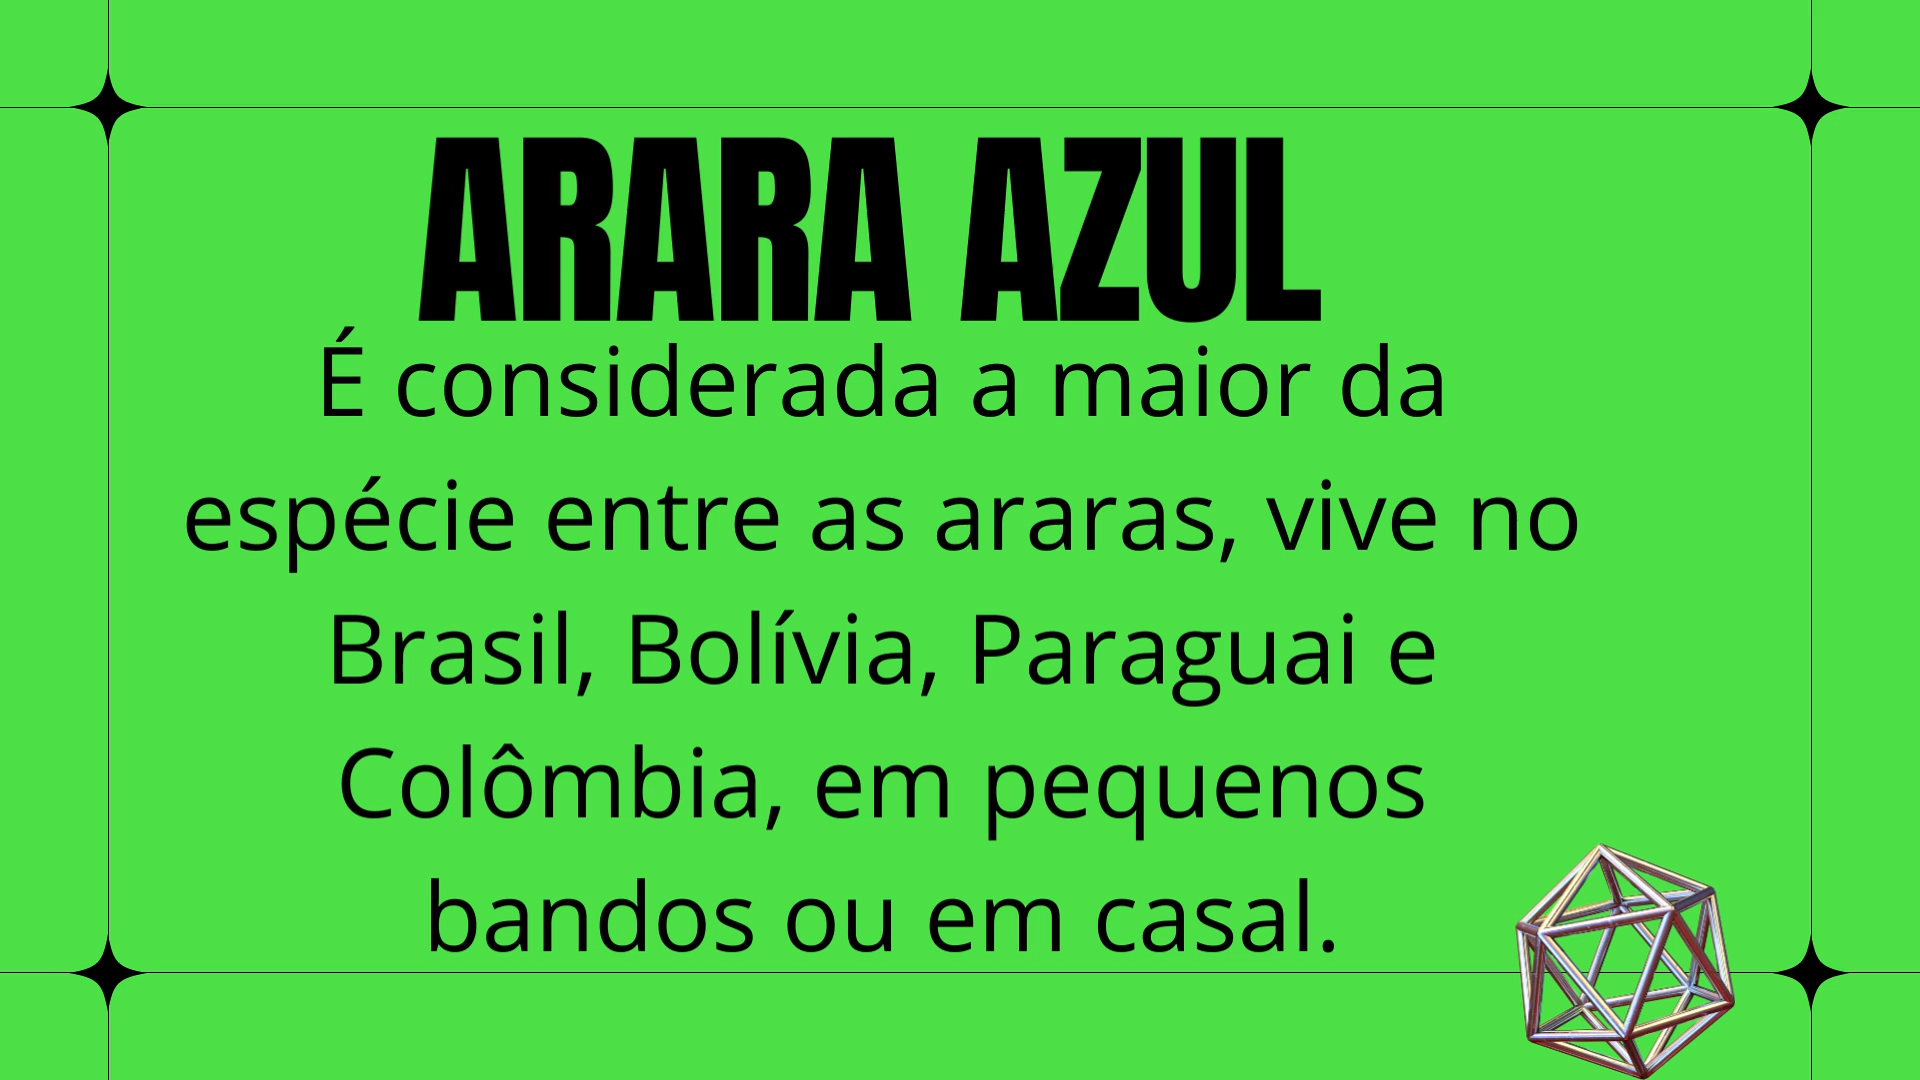 ARARA AZUL
É considerada a maior da
espécie entre as araras, vive no
Brasil, Bolívia, Paraguai e
Colômbia, em pequenos
bandos ou em casal.